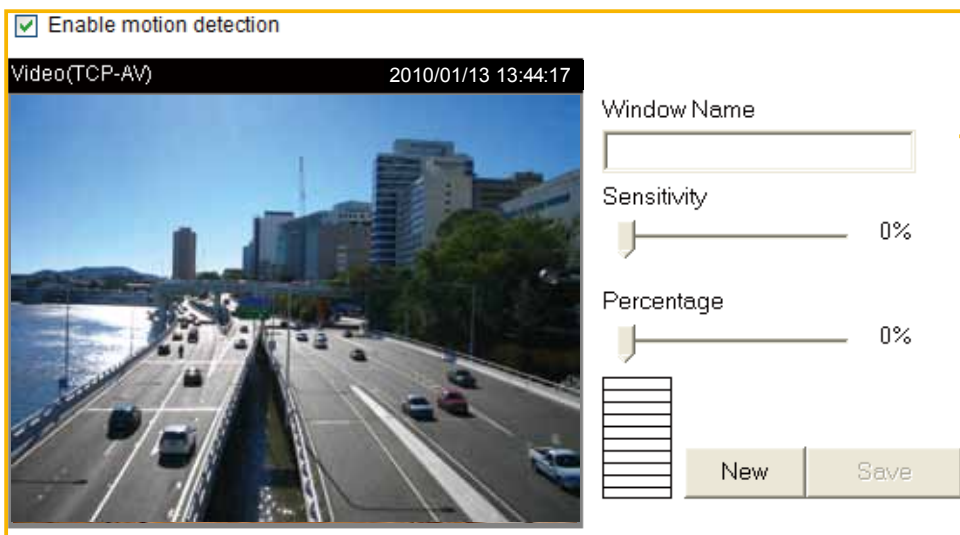 Enable motion detection
Video(TCP-AV) 2010/01/13 13:44:17
Window Name
Sensitivity
0%
Percentage
0%
New Save